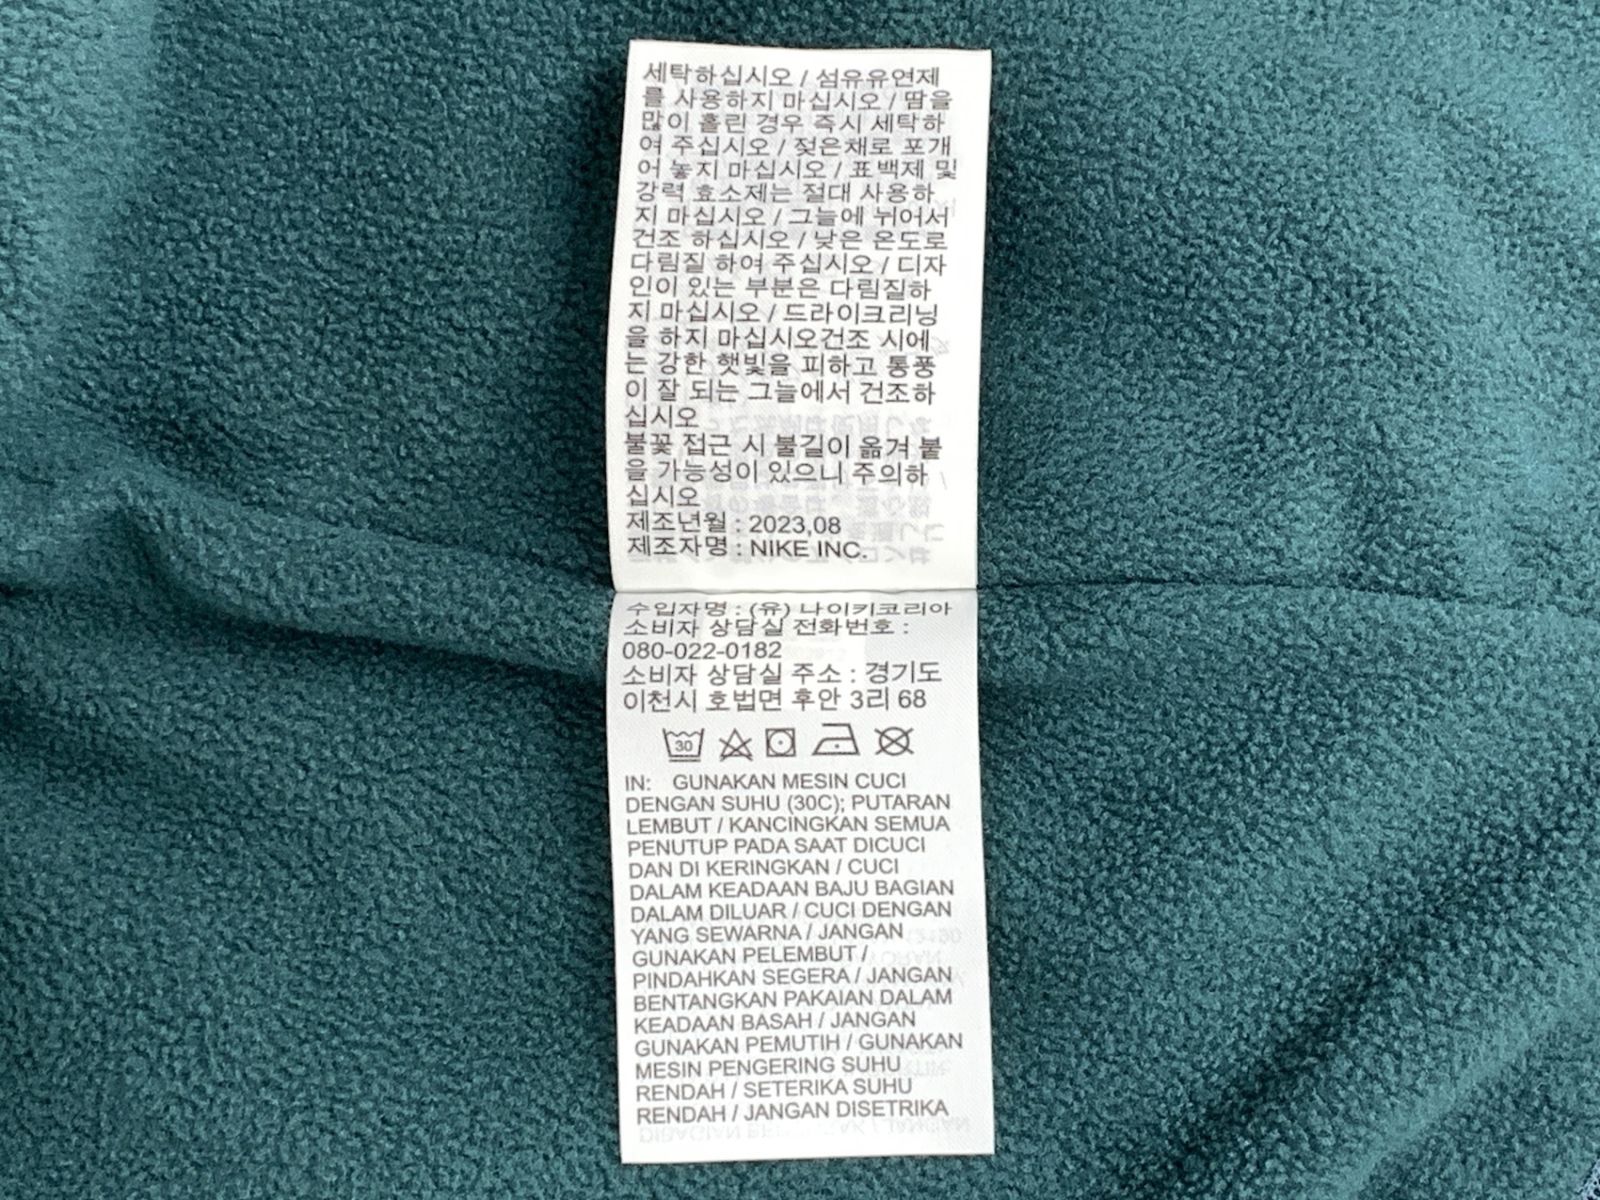 세탁하십시오 / 섬유유연제
를 사용하지 마십시오 / 땀을
많이 흘린 경우 즉시 세탁하
여 주십시오 / 젖은채로 포개
어 놓지 마십시오 / 표백제 및
강력 효소제는 절대 사용하
지 마십시오 / 그늘에 뉘어서
건조 하십시오 / 낮은 온도로
다림질 하여 주십시오 / 디자
인이 있는 부분은 다림질하
지 마십시오 / 드라이크리닝
을 하지 마십시오건조 시에
는 강한 햇빛을 피하고 통풍
이 잘 되는 그늘에서 건조하
십시오
불꽃 접근 시 불길이 옮겨 붙
을 가능성이 있으니 주의하
십시오
제조년월 : 2023,08
제조자명 : NIKE INC.
수입자명 : (유) 나이키코리아
소비자 상담실 전화번호 :
080-022-0182
소비자 상담실 주소 : 경기도
이천시 호법면 후안 3리 68
30
IN: GUNAKAN MESIN CUCI
DENGAN SUHU (30C); PUTARAN
LEMBUT / KANCINGKAN SEMUA
PENUTUP PADA SAAT DICUCI
DAN DI KERINGKAN / CUCI
DALAM KEADAAN BAJU BAGIAN
DALAM DILUAR / CUCI DENGAN
YANG SEWARNA / JANGAN
GUNAKAN PELEMBUT /
PINDAHKAN SEGERA / JANGAN
BENTANGKAN PAKAIAN DALAM
KEADAAN BASAH / JANGAN
GUNAKAN PEMUTIH / GUNAKAN
MESIN PENGERING SUHU
RENDAH / SETERIKA SUHU
RENDAH / JANGAN DISETRIKA